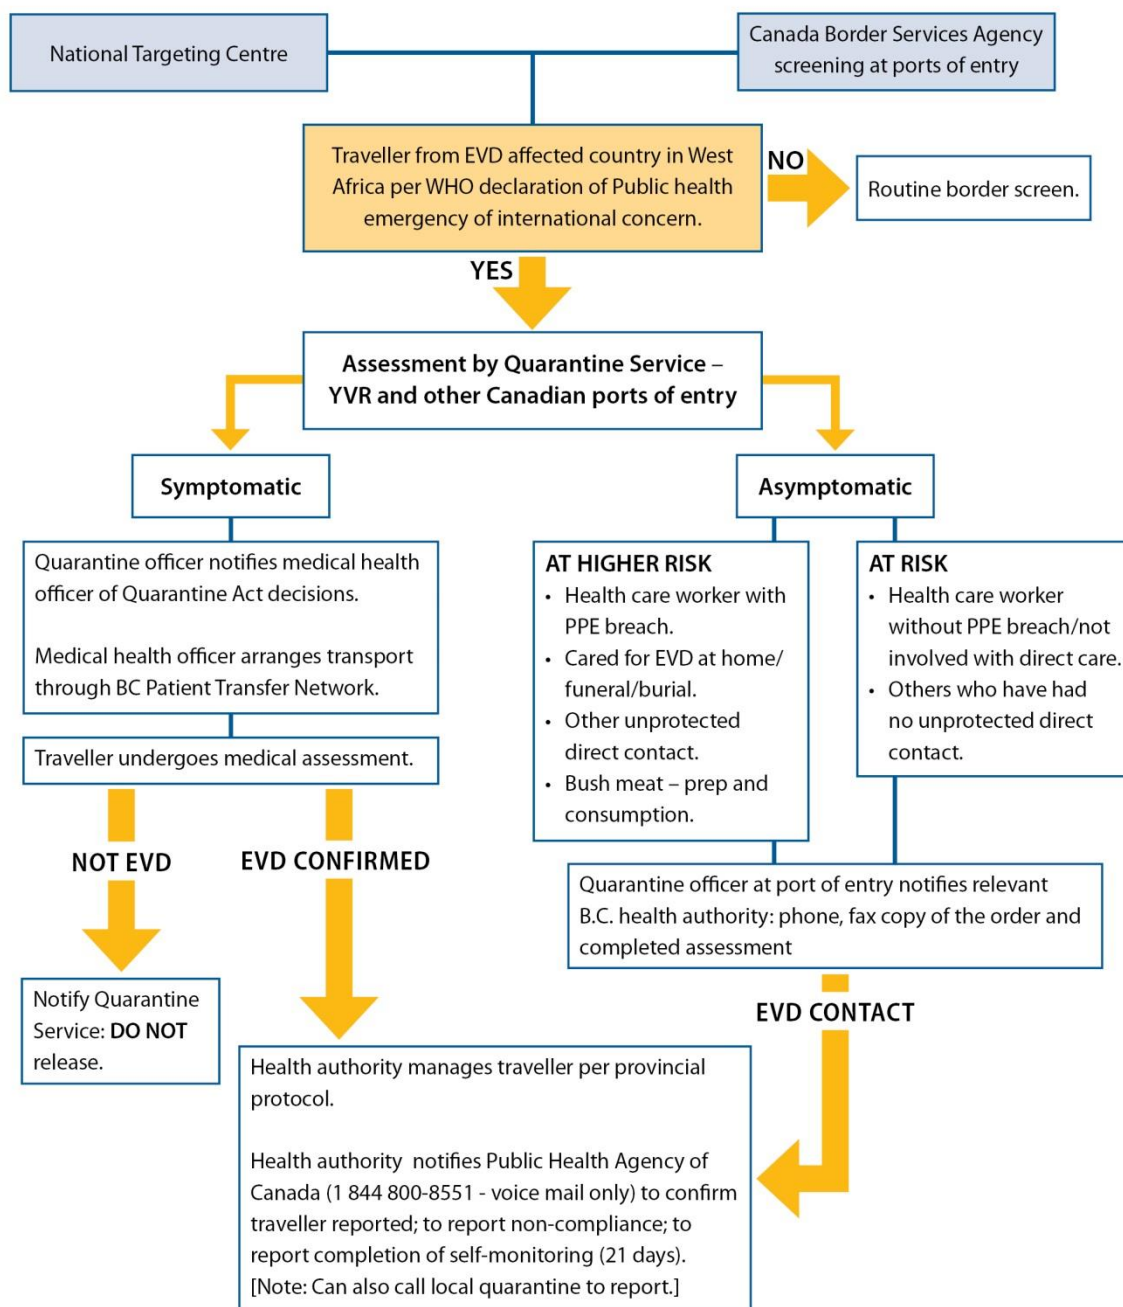 National Targeting Centre
Canada Border Services Agency
screening at ports of entry
Traveller from EVD affected country in West
Africa per WHO declaration of Public health
emergency of international concern.
NO
Routine border screen.
YES
Assessment by Quarantine Service –
YVR and other Canadian ports of entry
Symptomatic
Asymptomatic
Quarantine officer notifies medical health
officer of Quarantine Act decisions.
Medical health officer arranges transport
through BC Patient Transfer Network.
Traveller undergoes medical assessment.
AT HIGHER RISK
• Health care worker with
PPE breach.
• Cared for EVD at home/
funeral/burial.
• Other unprotected
direct contact.
• Bush meat – prep and
consumption.
AT RISK
• Health care worker
without PPE breach/not
involved with direct care.
• Others who have had
no unprotected direct
contact.
NOT EVD
EVD CONFIRMED
Quarantine officer at port of entry notifies relevant
B.C. health authority: phone, fax copy of the order and
completed assessment
Notify Quarantine
Service: DO NOT
release.
EVD CONTACT
Health authority manages traveller per provincial
protocol.
Health authority  notifies Public Health Agency of
Canada (1 844 800-8551 - voice mail only) to confirm
traveller reported; to report non-compliance; to
report completion of self-monitoring (21 days).
[Note: Can also call local quarantine to report.]